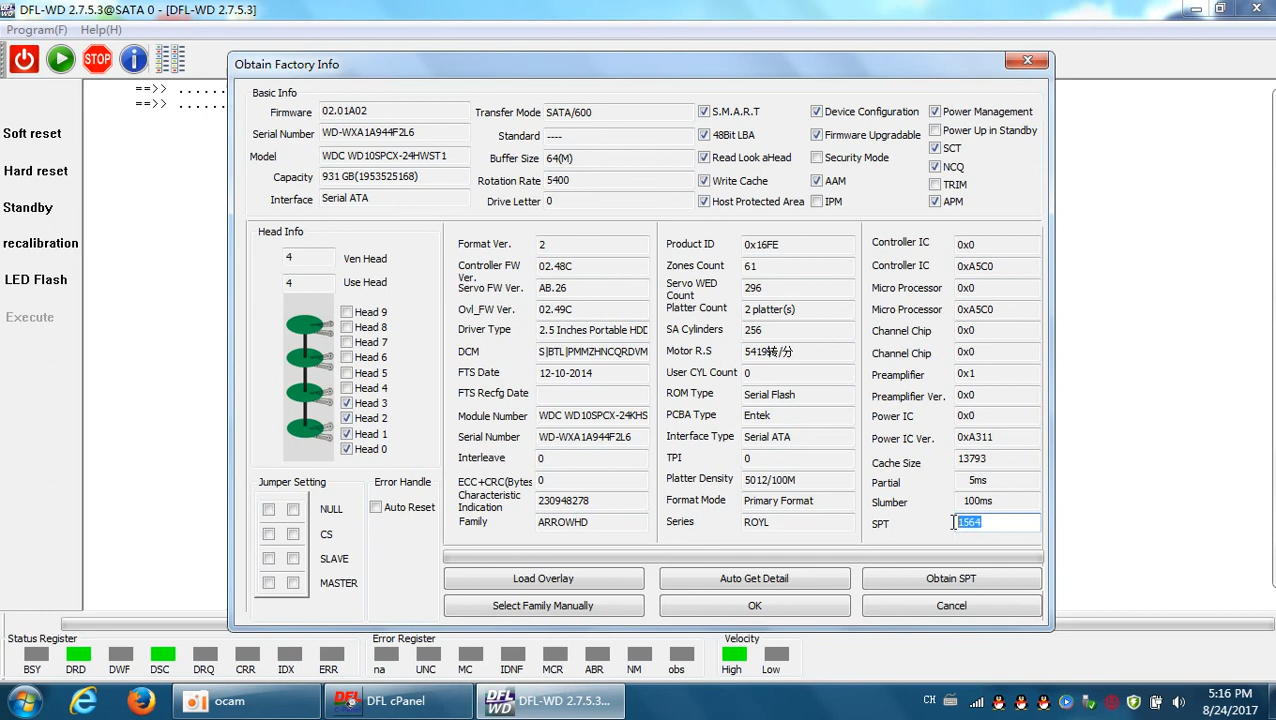 DFL-WD 2.7.5.3@SATA 0 - [DFL-WD 2.7.5.3]
Program(F) Help(H)
STOP
==>> .......
==>> .......
Soft reset
Hard reset
Standby
recalibration
LED Flash
Execute
Obtain Factory Info
Basic Info
Firmware 02.01A02
Serial Number WD-WXA1A944F2L6
Model WDC WD10SPCX-24HWST1
Capacity 931 GB(1953525168)
Interface Serial ATA
Transfer Mode SATA/600
Standard ----
Buffer Size 64(M)
Rotation Rate 5400
Drive Letter 0
S.M.A.R.T
48Bit LBA
Read Look aHead
Write Cache
Host Protected Area
Device Configuration
Firmware Upgradable
Security Mode
AAM
IPM
Power Management
Power Up in Standby
SCT
NCQ
TRIM
APM
Head Info
4 Ven Head
4 Use Head
Head 9
Head 8
Head 7
Head 6
Head 5
Head 4
Head 3
Head 2
Head 1
Head 0
Jumper Setting
NULL
CS
SLAVE
MASTER
Error Handle
Auto Reset
Format Ver. 2
Controller FW Ver. 02.48C
Servo FW Ver. AB.26
Ovl_FW Ver. 02.49C
Driver Type 2.5 Inches Portable HDD
DCM S|BTL|PMMZHNCQRDVM
FTS Date 12-10-2014
FTS Recfg Date
Module Number WDC WD10SPCX-24KHS
Serial Number WD-WXA1A944F2L6
Interleave 0
ECC+CRC(Bytes 0
Characteristic Indication 230948278
Family ARROWHD
Product ID 0x16FE
Zones Count 61
Servo WED Count 296
Platter Count 2 platter(s)
SA Cylinders 256
Motor R.S 5419转/分
User CYL Count 0
ROM Type Serial Flash
PCBA Type Entek
Interface Type Serial ATA
TPI 0
Platter Density 5012/100M
Format Mode Primary Format
Series ROYL
Controller IC 0x0
Controller IC 0xA5C0
Micro Processor 0x0
Micro Processor 0xA5C0
Channel Chip 0x0
Channel Chip 0x0
Preamplifier 0x1
Preamplifier Ver. 0x0
Power IC 0x0
Power IC Ver. 0xA311
Cache Size 13793
Partial 5ms
Slumber 100ms
SPT 1564
Load Overlay Auto Get Detail Obtain SPT
Select Family Manually OK Cancel
Status Register Error Register Velocity
BSY DRD DWF DSC DRQ CRR IDX ERR na UNC MC IDNF MCR ABR NM obs High Low
ocam
DFL cPanel
DFL WD DFL-WD 2.7.5.3...
CH
5:16 PM
8/24/2017